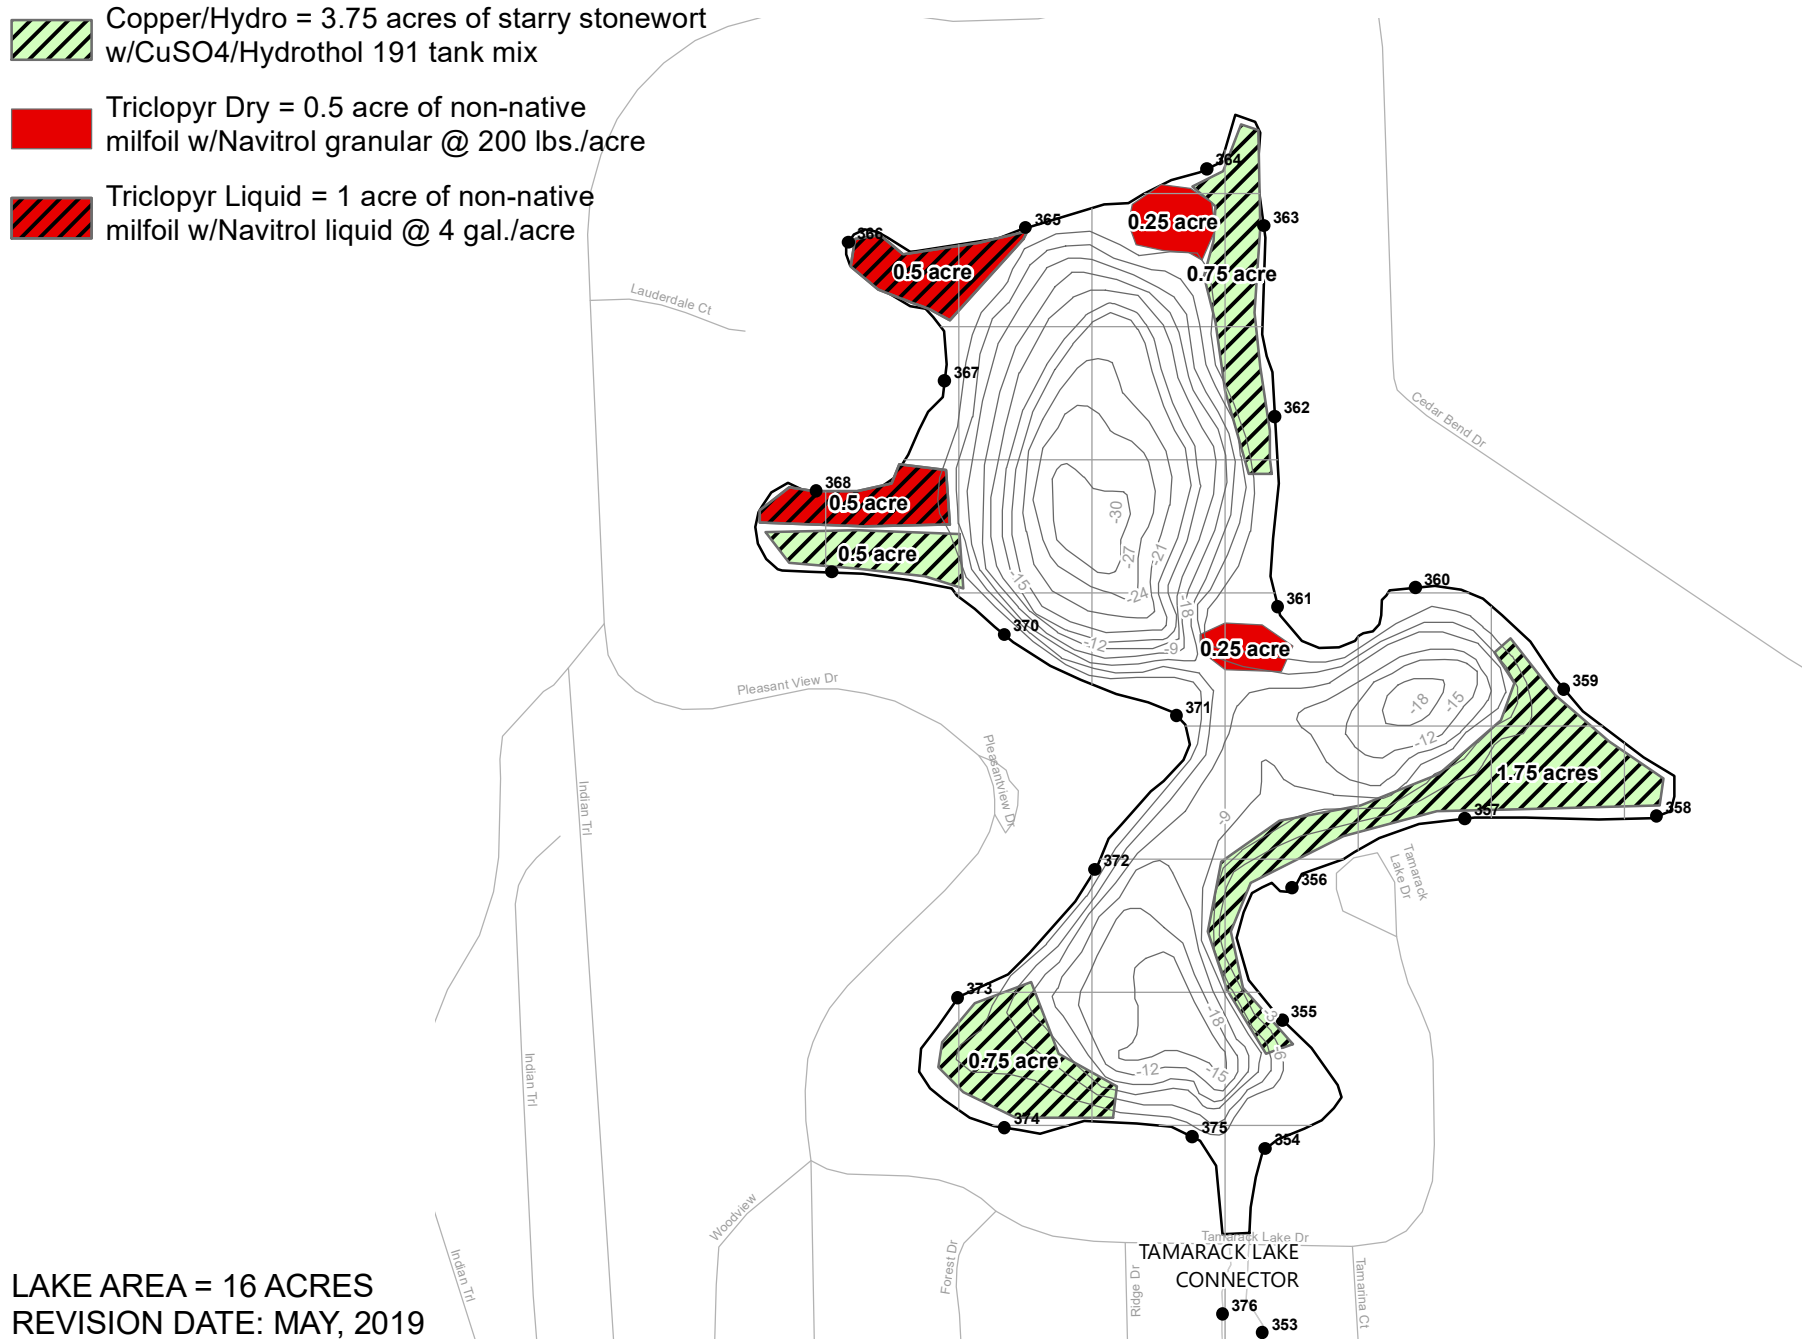 Copper/Hydro = 3.75 acres of starry stonewort
w/CuSO4/Hydrothol 191 tank mix
Triclopyr Dry = 0.5 acre of non-native
milfoil w/Navitrol granular @ 200 lbs./acre
Triclopyr Liquid = 1 acre of non-native
milfoil w/Navitrol liquid @ 4 gal./acre
364
363
365
366
0.25 acre
0.5 acre
0.75 acre
Lauderdale Ct
367
362
Cedar Bend Dr
368
0.5 acre
-30
0.5 acre
-27
-21
-15
-24
-18
360
361
370
-12
-9
0.25 acre
Pleasant View Dr
359
-18
-15
371
-12
Pleasantview Dr
1.75 acres
Indian Trl
357
358
-9
372
Tamarack
Lake Dr
356
373
355
-18
-3
-6
0.75 acre
-12
-15
Indian Trl
374
375
354
Woodview
Tamarack Lake Dr
TAMARACK LAKE
CONNECTOR
Indian Trl
Forest Dr
Ridge Dr
Tamarina Ct
376
353
LAKE AREA = 16 ACRES
REVISION DATE: MAY, 2019